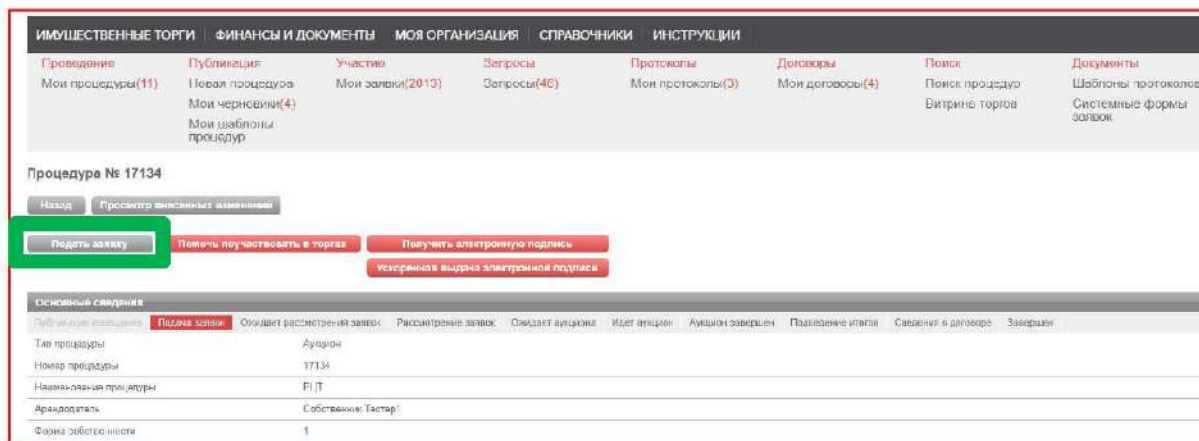 ИМУЩЕСТВЕННЫЕ ТОРГИ ФИНАНСЫ И ДОКУМЕНТЫ МОЯ ОРГАНИЗАЦИЯ СПРАВОЧНИКИ ИНСТРУКЦИИ
Проведение Публикация Участие Запросы Протоколы Договоры Поиск Документы
Мои процедуры(11) Новая процедура Мои заявки(2013) Запросы(46) Мои протоколы(3) Мои договоры(4) Поиск процедур Шаблоны протоколов
Мои черновики(4) Витрина торгов Системные формы заявок
Мои шаблоны процедур
Процедура № 17134
Назад Просмотр внесенных изменений
Подать заявку Помочь поучаствовать в торгах Получить электронную подпись
Ускоренная выдача электронной подписи
Основные сведения
Публикация извещения Подача заявок Ожидает рассмотрения заявок Рассмотрение заявок Ожидает аукциона Идет аукцион Аукцион завершен Подведение итогов Сведения о договоре Завершен
Тип процедуры Аукцион
Номер процедуры 17134
Наименование процедуры
Арендодатель Собственник Тестер1
Форма собственности 1